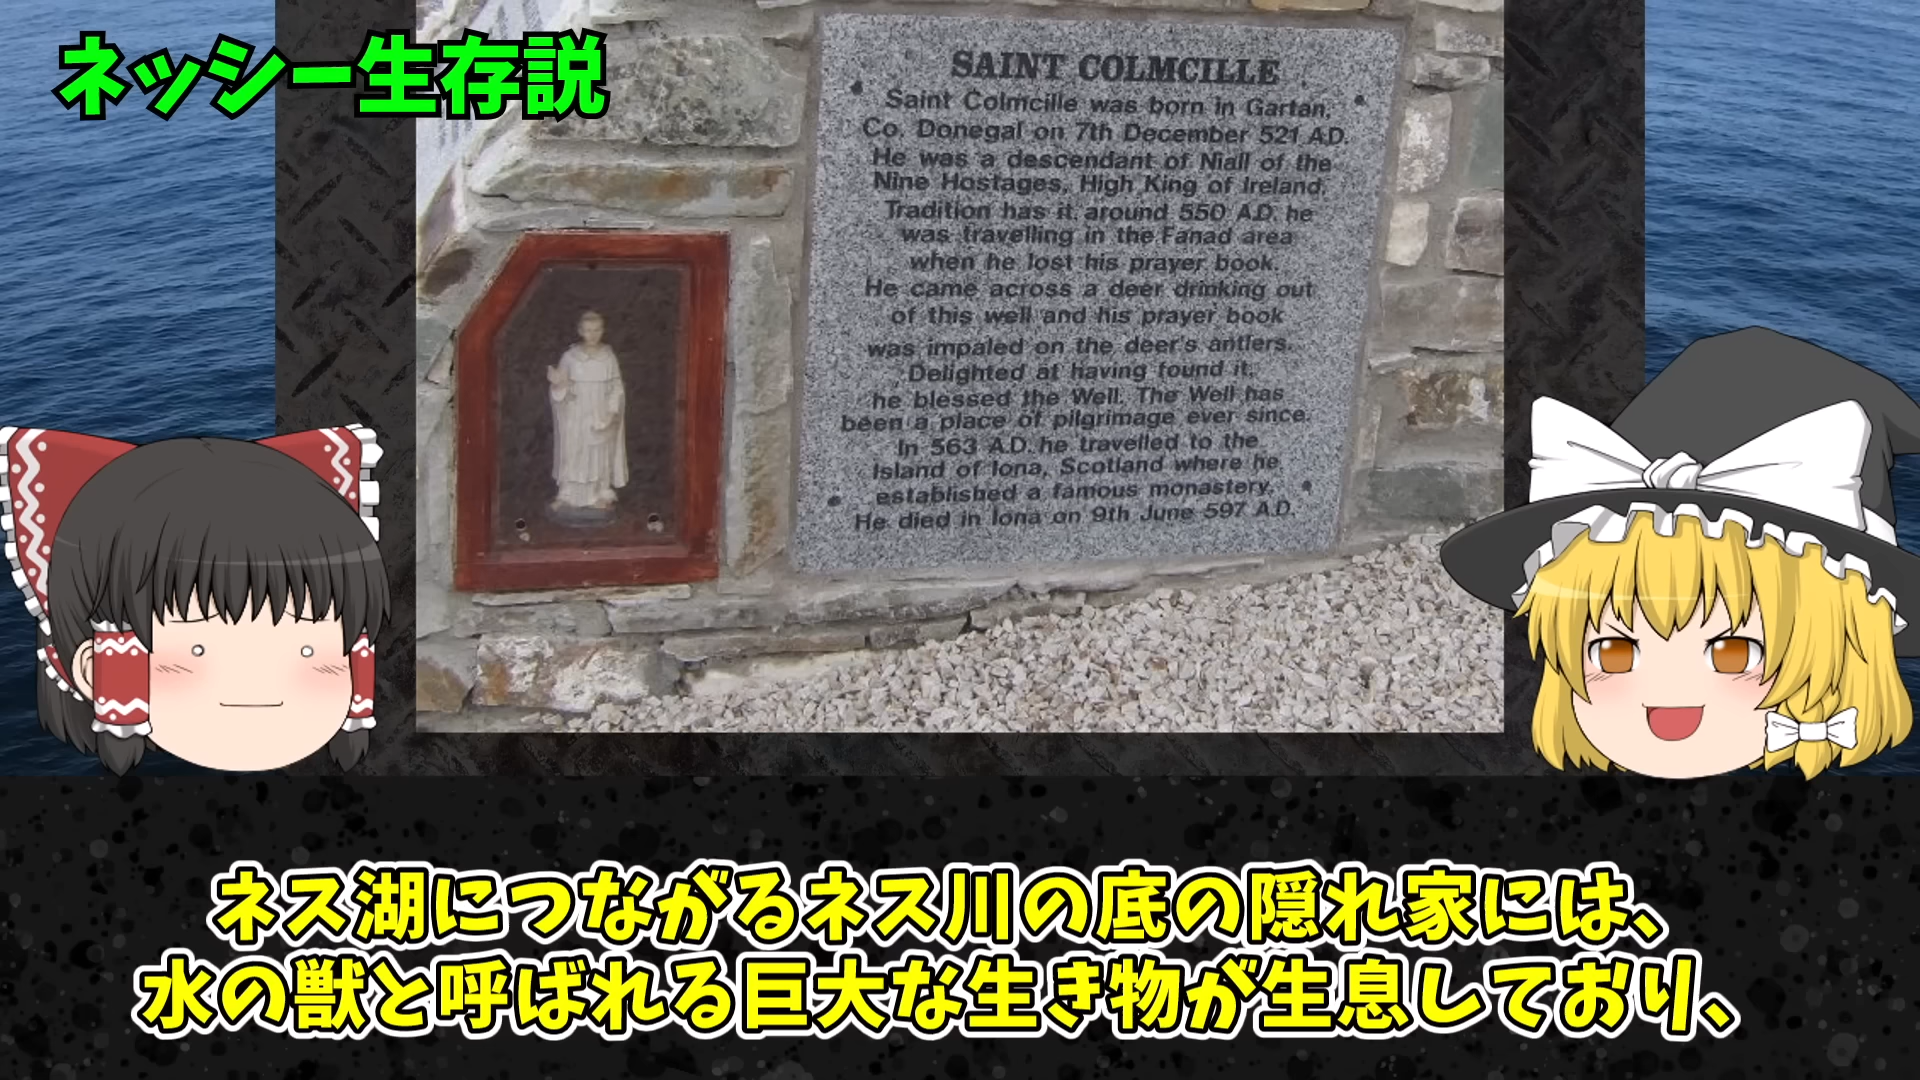 ネッシー生存説
SAINT COLMCILLE
Saint Colmcille was born in Gartan,
Co. Donegal on 7th December 521 A.D.
He was a descendant of Niall of the
Nine Hostages, High King of Ireland.
Tradition has it, around 550 A.D. he
was travelling in the Fanad area
when he lost his prayer book.
He came across a deer drinking out
of this well and his prayer book
was impaled on the deer's antlers.
Delighted at having found it,
he blessed the Well. The Well has
been a place of pilgrimage ever since.
In 563 A.D. he travelled to the
Island of Iona, Scotland where he
established a famous monastery.
He died in Iona on 9th June 597 A.D.
ネス湖につながるネス川の底の隠れ家には、
水の獣と呼ばれる巨大な生き物が生息しており、